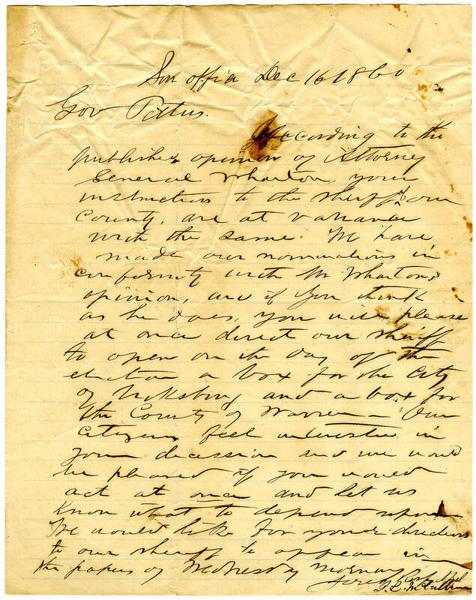 Sun office Dec 16 1860
Gov Pettus.
According to the
published opinion of Attorney
General Wharton your
instructions to the sheriff of our
County, are at variance
with the same. We have
made our nominations in
conformity with Mr Whartons
opinion, and if you think
as he does, you will please
at once direct our sheriff
to open on the day of the
election a box for the City
of Vicksburg and a box for
the County of Warren — Our
citizens feel interested in
your decission and we would
be pleased if you would
act at once and let us
know what to depend upon
We would like for your directions
to our sheriff to appear in
the papers of Wednesday morning